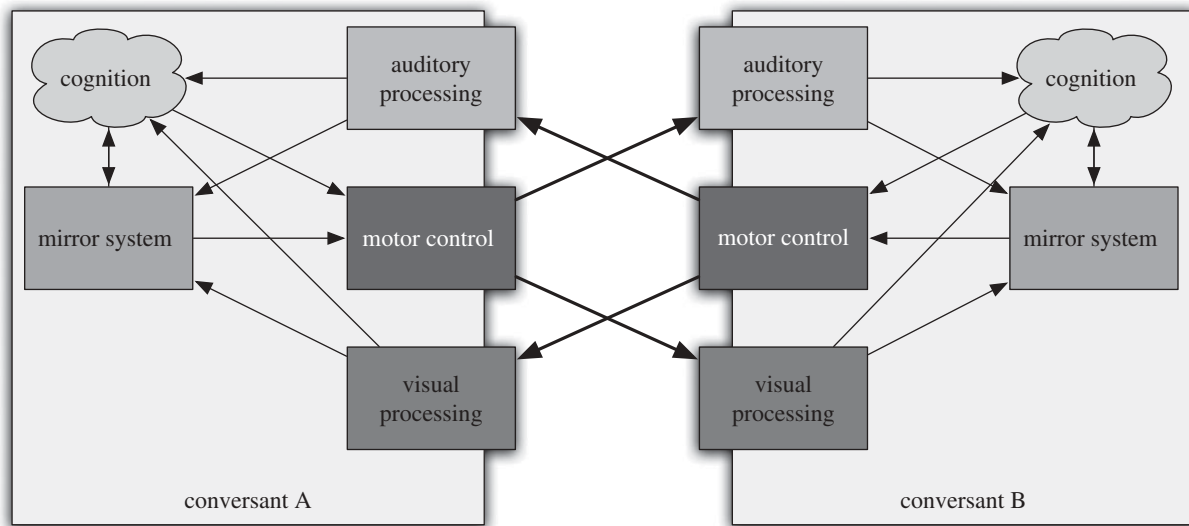 cognition
auditory
processing
mirror system
motor control
visual
processing
conversant A
auditory
processing
cognition
motor control
mirror system
visual
processing
conversant B